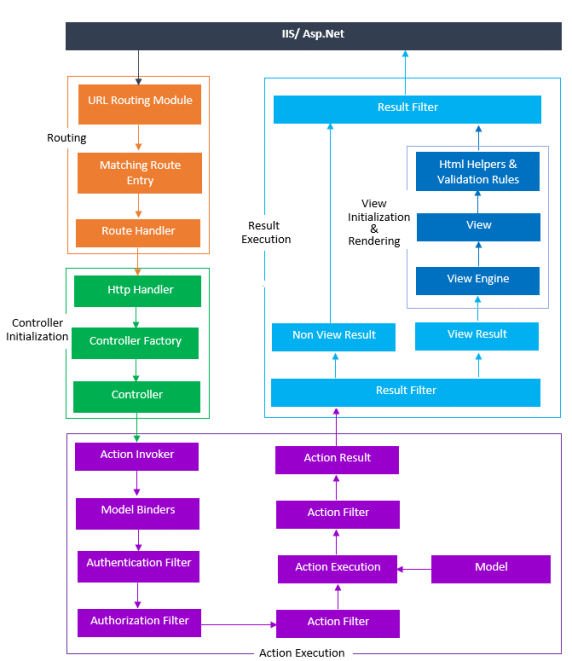 IIS/ Asp.Net
URL Routing Module
Routing
Matching Route
Entry
Route Handler
Http Handler
Controller
Initialization
Controller Factory
Controller
Result Filter
Html Helpers &
Validation Rules
View
Initialization
&
Rendering
View
View Engine
Result
Execution
Non View Result
View Result
Result Filter
Action Invoker
Model Binders
Authentication Filter
Authorization Filter
Action Result
Action Filter
Action Execution
Model
Action Filter
Action Execution